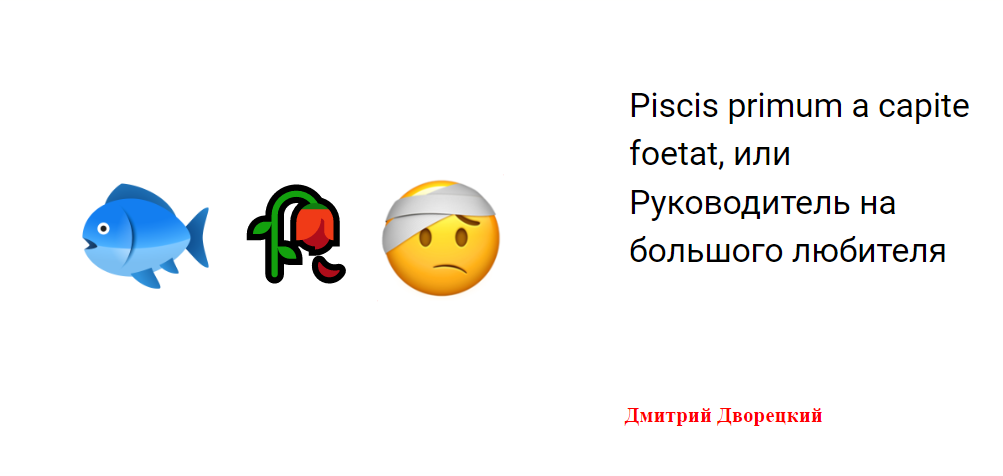 Piscis primum a capite
foetat, или
Руководитель на
большого любителя
Дмитрий Дворецкий